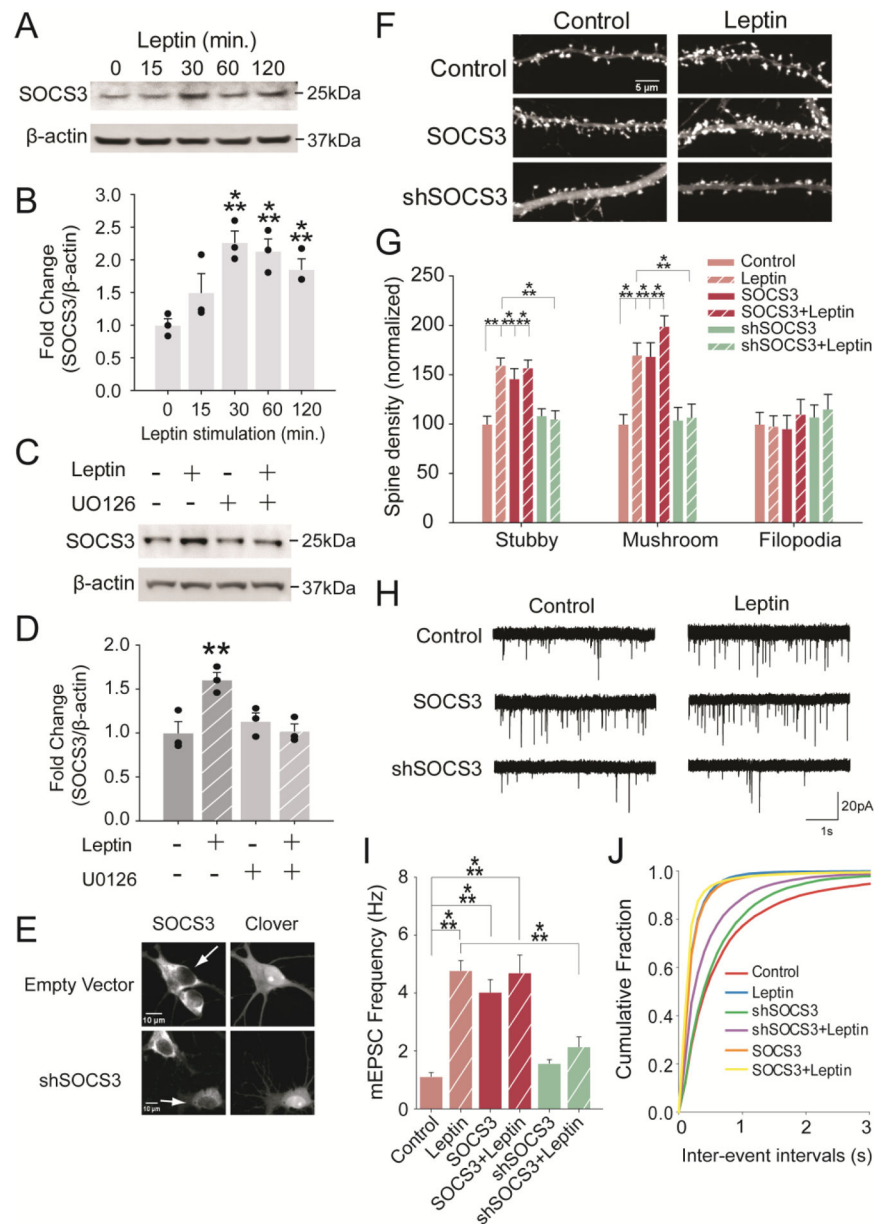 A
Leptin (min.)
0 15 30 60 120
SOCS3
25kDa
β-actin
37kDa
B
Fold Change
(SOCS3/β-actin)
3.0
2.5
2.0
1.5
1.0
0.5
0.0
*
**
*
**
*
**
0 15 30 60 120
Leptin stimulation (min.)
C
Leptin - + - +
UO126 - - + +
SOCS3
25kDa
β-actin
37kDa
D
Fold Change
(SOCS3/β-actin)
2.0
1.5
1.0
0.5
0.0
**
Leptin - + - +
U0126 - - + +
E
SOCS3 Clover
Empty Vector
10 µm
shSOCS3
10 µm
F
Control Leptin
Control
5 µm
SOCS3
shSOCS3
G
Spine density (normalized)
250
200
150
100
50
0
*
**
**
*
**
*
**
*
**
*
**
*
**
*
**
Control
Leptin
SOCS3
SOCS3+Leptin
shSOCS3
shSOCS3+Leptin
Stubby Mushroom Filopodia
H
Control Leptin
Control
SOCS3
shSOCS3
20pA
1s
I
mEPSC Frequency (Hz)
8
6
4
2
0
*
**
*
**
*
**
*
**
Control
Leptin
SOCS3
SOCS3+Leptin
shSOCS3
shSOCS3+Leptin
J
Cumulative Fraction
1.0
0.8
0.6
0.4
0.2
0.0
Control
Leptin
shSOCS3
shSOCS3+Leptin
SOCS3
SOCS3+Leptin
0 1 2 3
Inter-event intervals (s)